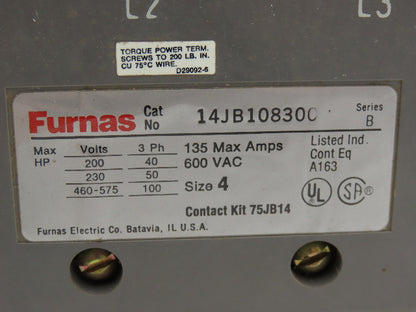 L2 L3
TORQUE POWER TERM.
SCREWS TO 200 LB. IN.
CU 75°C WIRE.
D29092-6
Furnas Cat No 14JB10830C Series B
Max HP Volts 3 Ph 135 Max Amps Listed Ind.
200 40 600 VAC Cont Eq
230 50 A163
460-575 100 Size 4 UL SA®
Contact Kit 75JB14
Furnas Electric Co. Batavia, IL U.S.A.